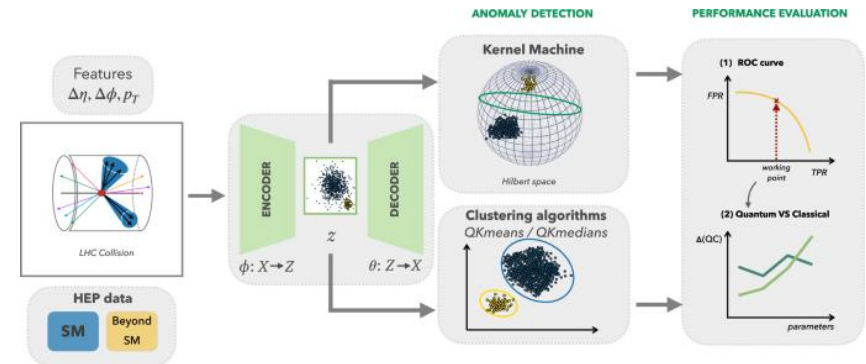 ANOMALY DETECTION
PERFORMANCE EVALUATION
Features
Δη, Δϕ, p_T
LHC Collision
HEP data
SM
Beyond
SM
ENCODER
z
DECODER
ϕ: X→Z
θ: Z→X
Kernel Machine
Hilbert space
Clustering algorithms
QKmeans / QKmedians
(1) ROC curve
FPR
working
point
TPR
(2) Quantum VS Classical
Δ(QC)
parameters